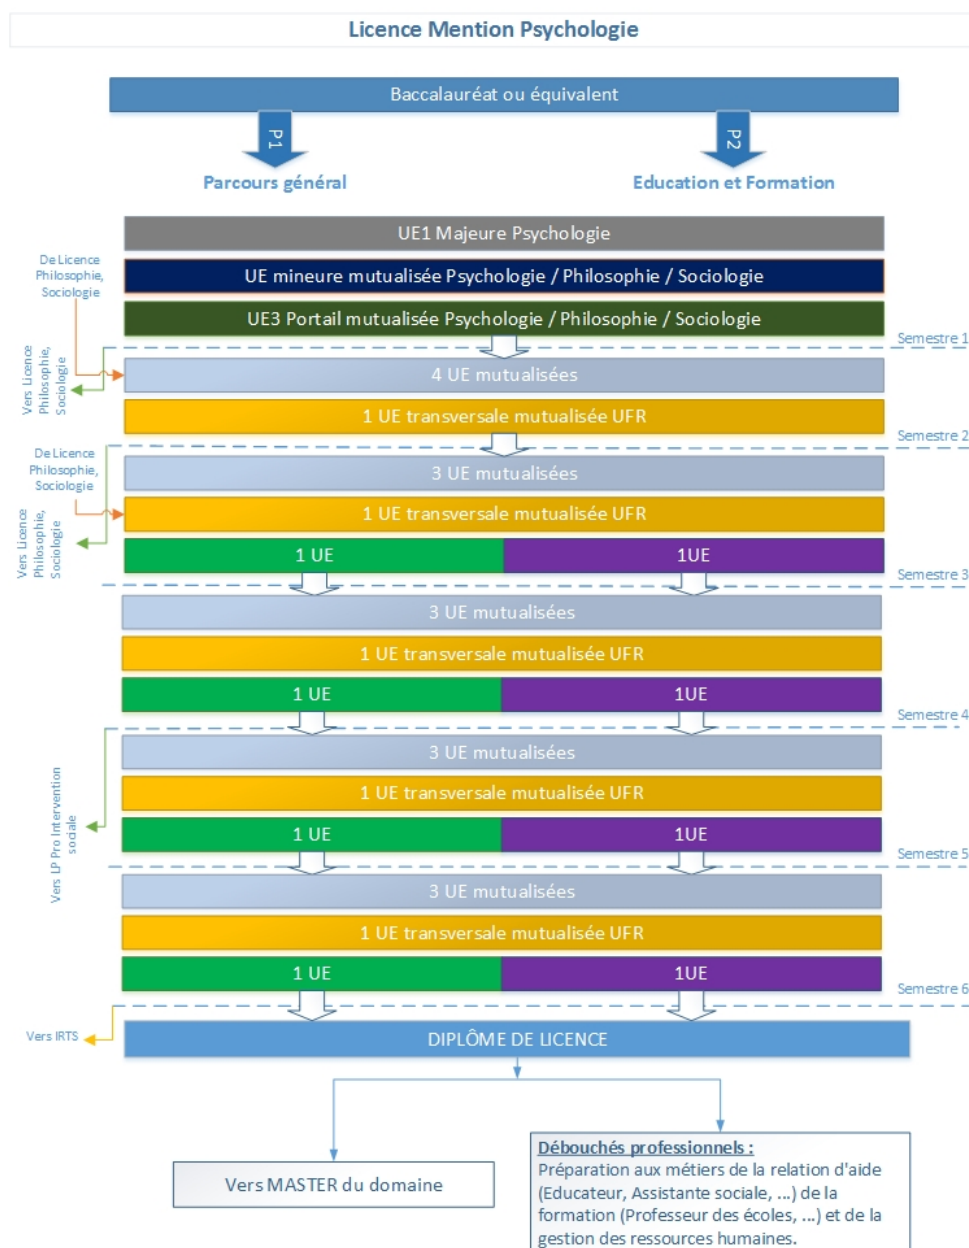 Licence Mention Psychologie
Baccalauréat ou équivalent
P1
P2
Parcours général
Education et Formation
UE1 Majeure Psychologie
De Licence
Philosophie,
Sociologie
UE mineure mutualisée Psychologie / Philosophie / Sociologie
UE3 Portail mutualisée Psychologie / Philosophie / Sociologie
Semestre 1
Vers Licence
Philosophie,
Sociologie
4 UE mutualisées
1 UE transversale mutualisée UFR
Semestre 2
De Licence
Philosophie,
Sociologie
3 UE mutualisées
1 UE transversale mutualisée UFR
Vers Licence
Philosophie,
Sociologie
1 UE
1UE
Semestre 3
3 UE mutualisées
1 UE transversale mutualisée UFR
1 UE
1UE
Semestre 4
3 UE mutualisées
1 UE transversale mutualisée UFR
Vers LP Pro Intervention
sociale
1 UE
1UE
Semestre 5
3 UE mutualisées
1 UE transversale mutualisée UFR
1 UE
1UE
Semestre 6
Vers IRTS
DIPLÔME DE LICENCE
Vers MASTER du domaine
Débouchés professionnels :
Préparation aux métiers de la relation d'aide
(Educateur, Assistante sociale, ...) de la
formation (Professeur des écoles, ...) et de la
gestion des ressources humaines.